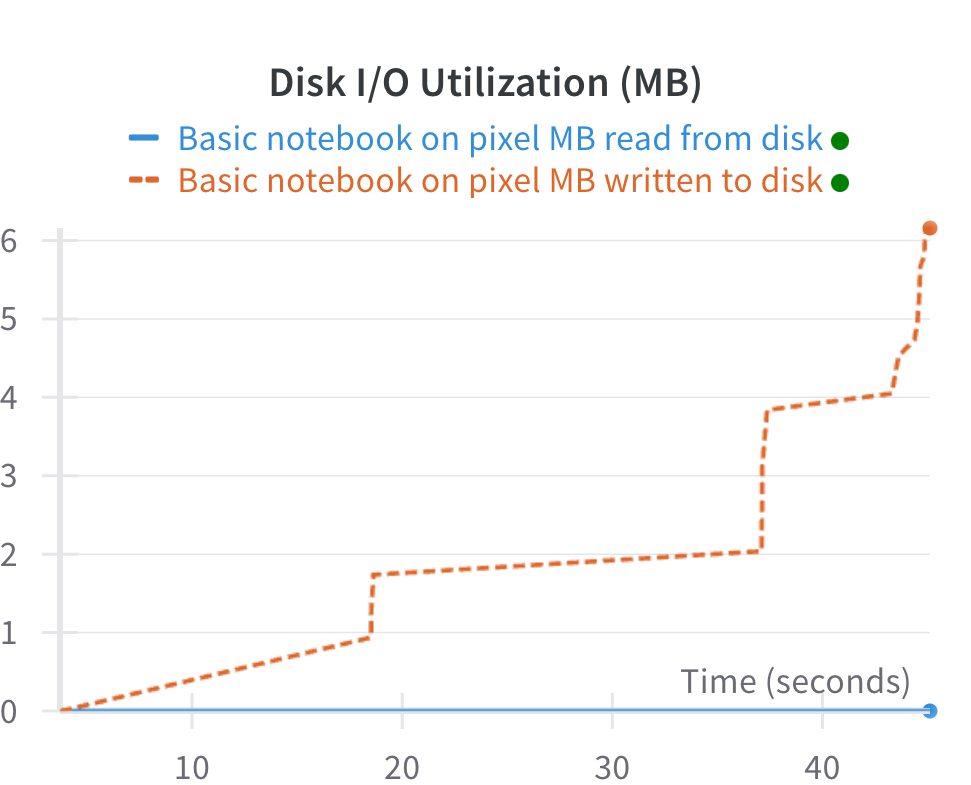 Disk I/O Utilization (MB)
Basic notebook on pixel MB read from disk
Basic notebook on pixel MB written to disk
6
5
4
3
2
1
0
Time (seconds)
10 20 30 40